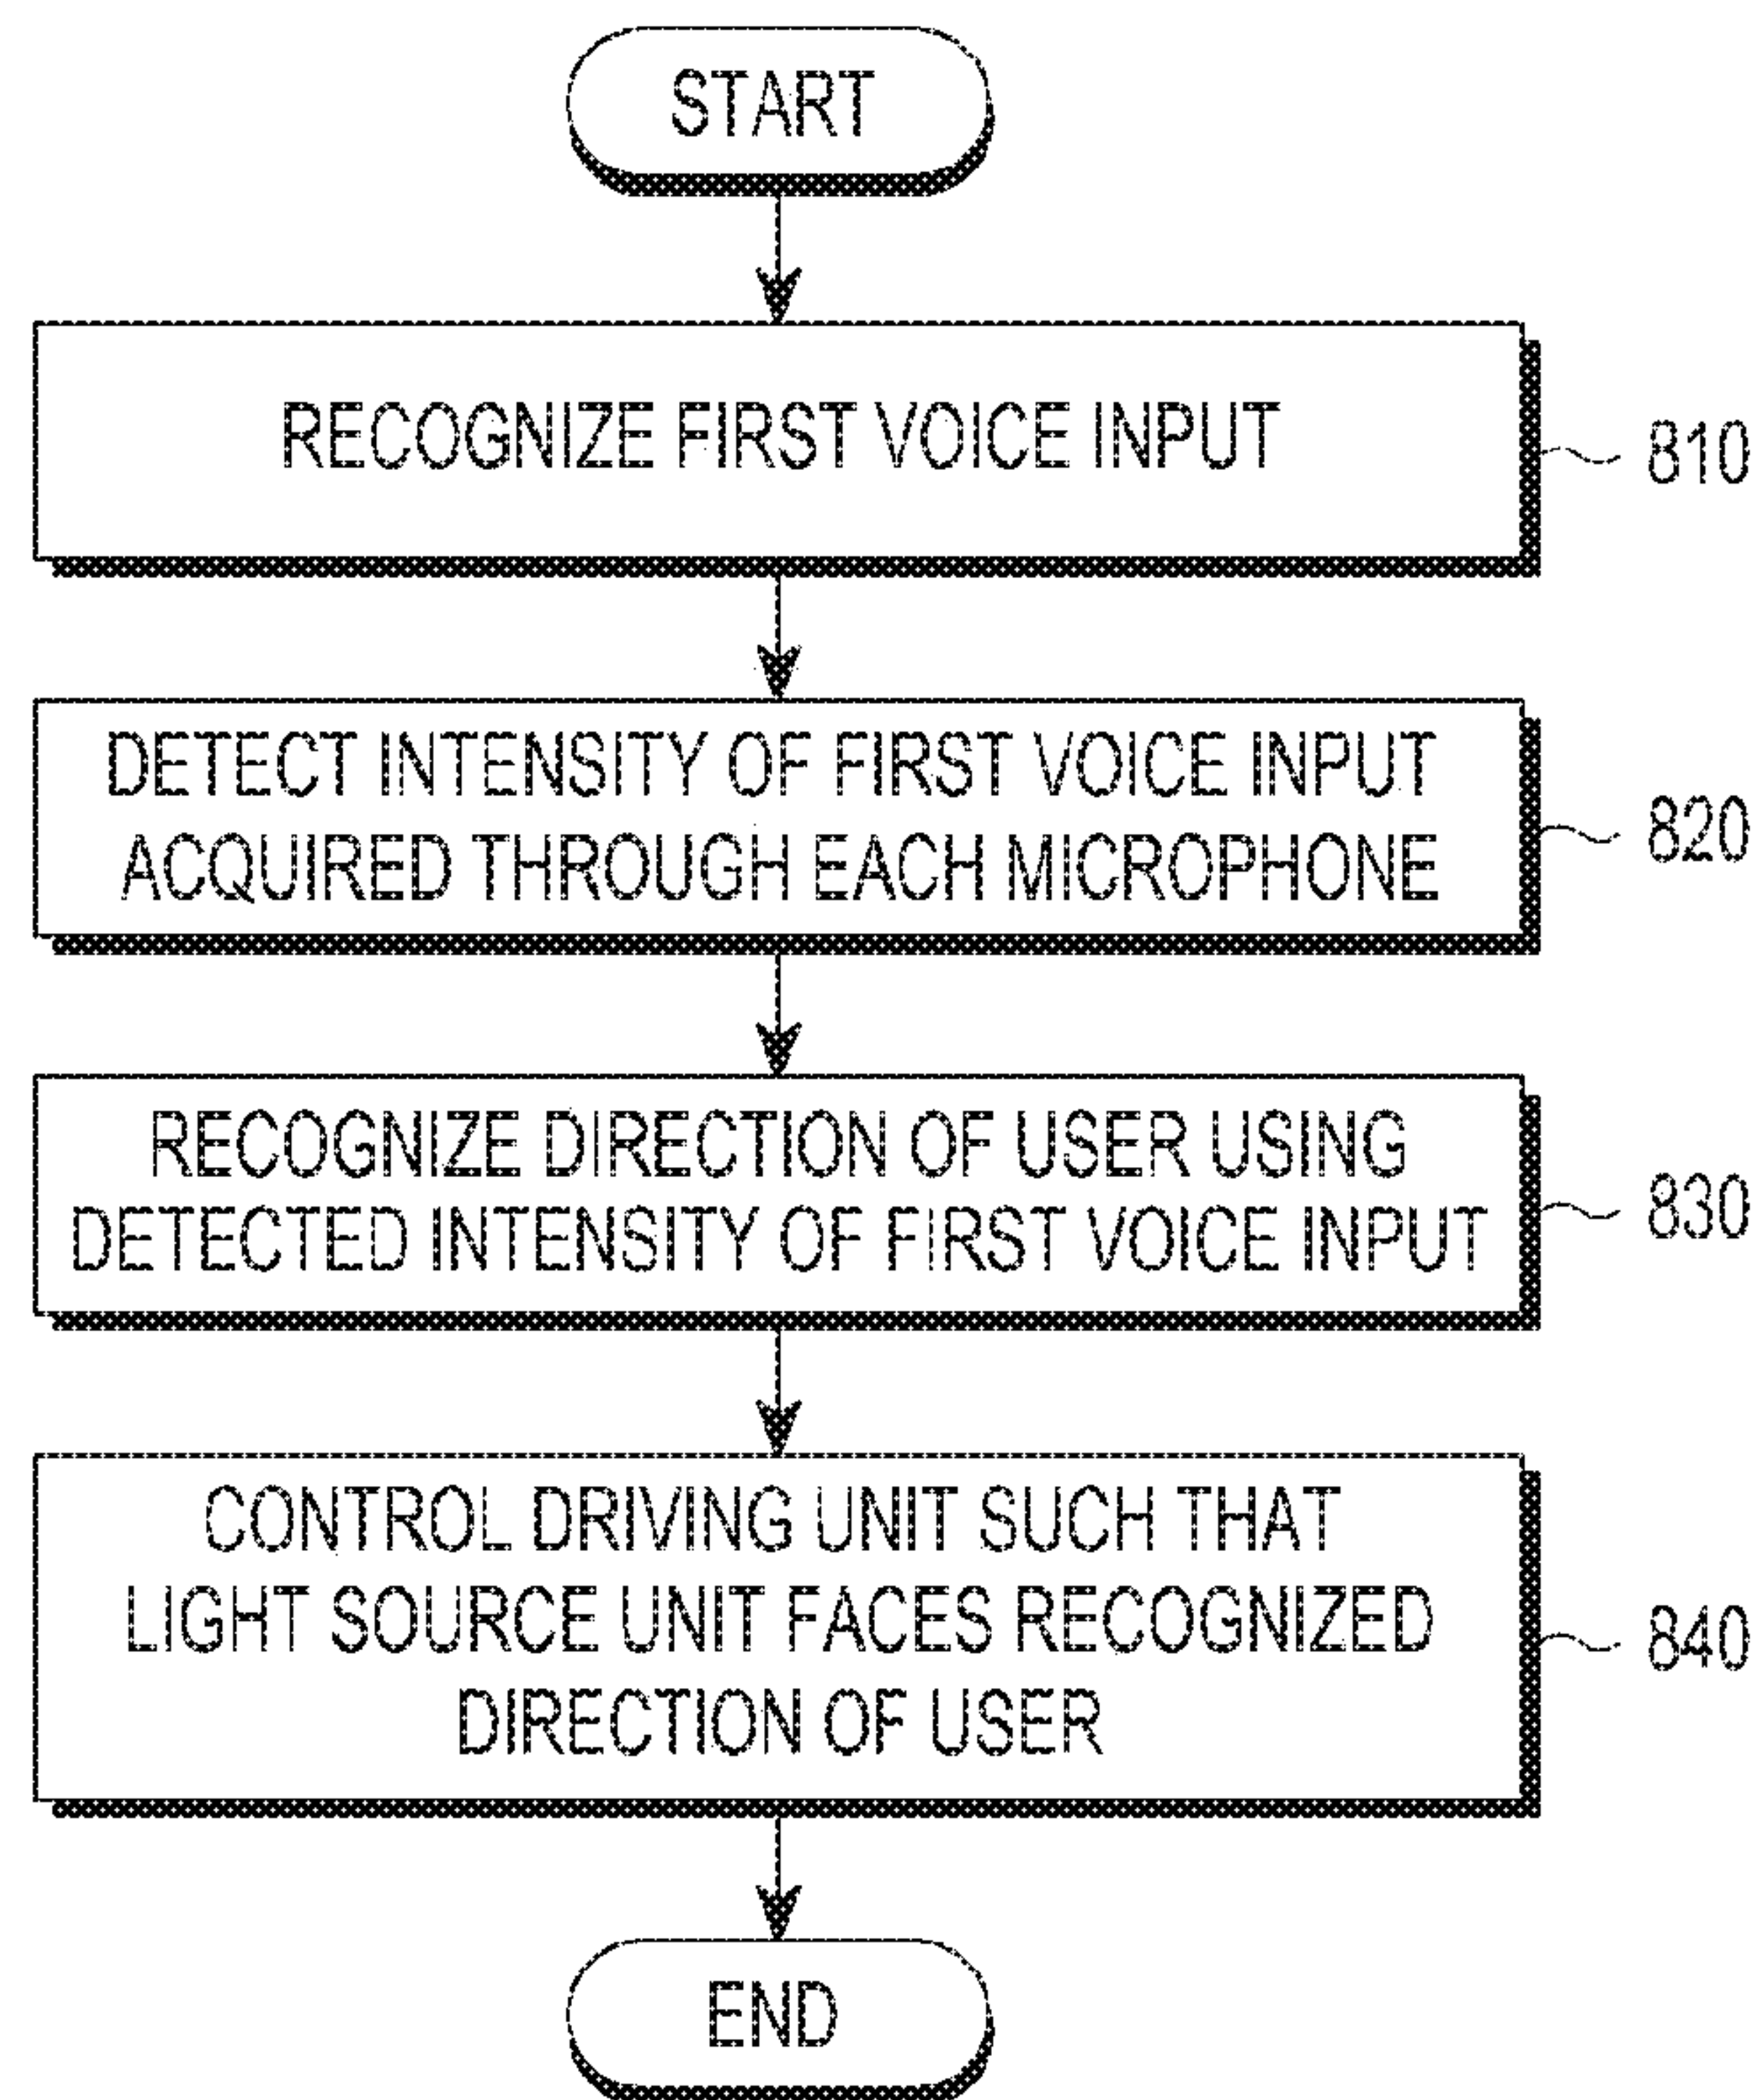 START
RECOGNIZE FIRST VOICE INPUT
810
DETECT INTENSITY OF FIRST VOICE INPUT
ACQUIRED THROUGH EACH MICROPHONE
820
RECOGNIZE DIRECTION OF USER USING
DETECTED INTENSITY OF FIRST VOICE INPUT
830
CONTROL DRIVING UNIT SUCH THAT
LIGHT SOURCE UNIT FACES RECOGNIZED
DIRECTION OF USER
840
END